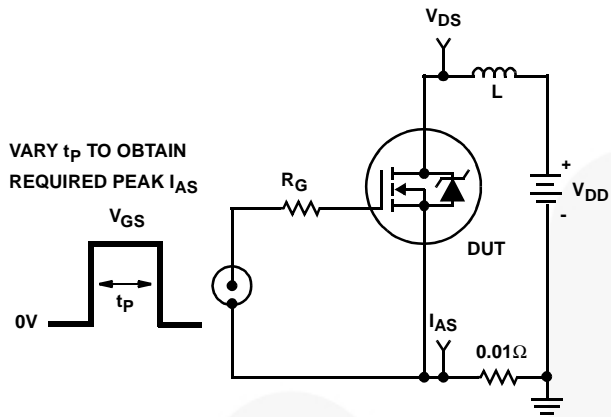 V_DS
L
VARY t_P TO OBTAIN
REQUIRED PEAK I_AS
R_G
+
V_DD
-
V_GS
DUT
t_P
0V
I_AS
0.01Ω